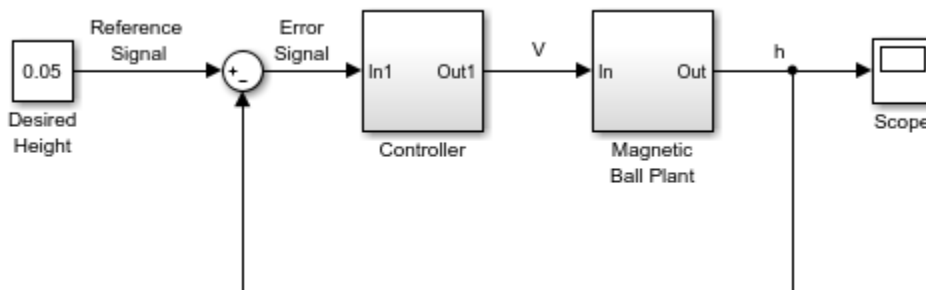 Reference
Signal
Error
Signal
0.05
+
-
In1
Out1
V
In
Out
h
Desired
Height
Controller
Magnetic
Ball Plant
Scope